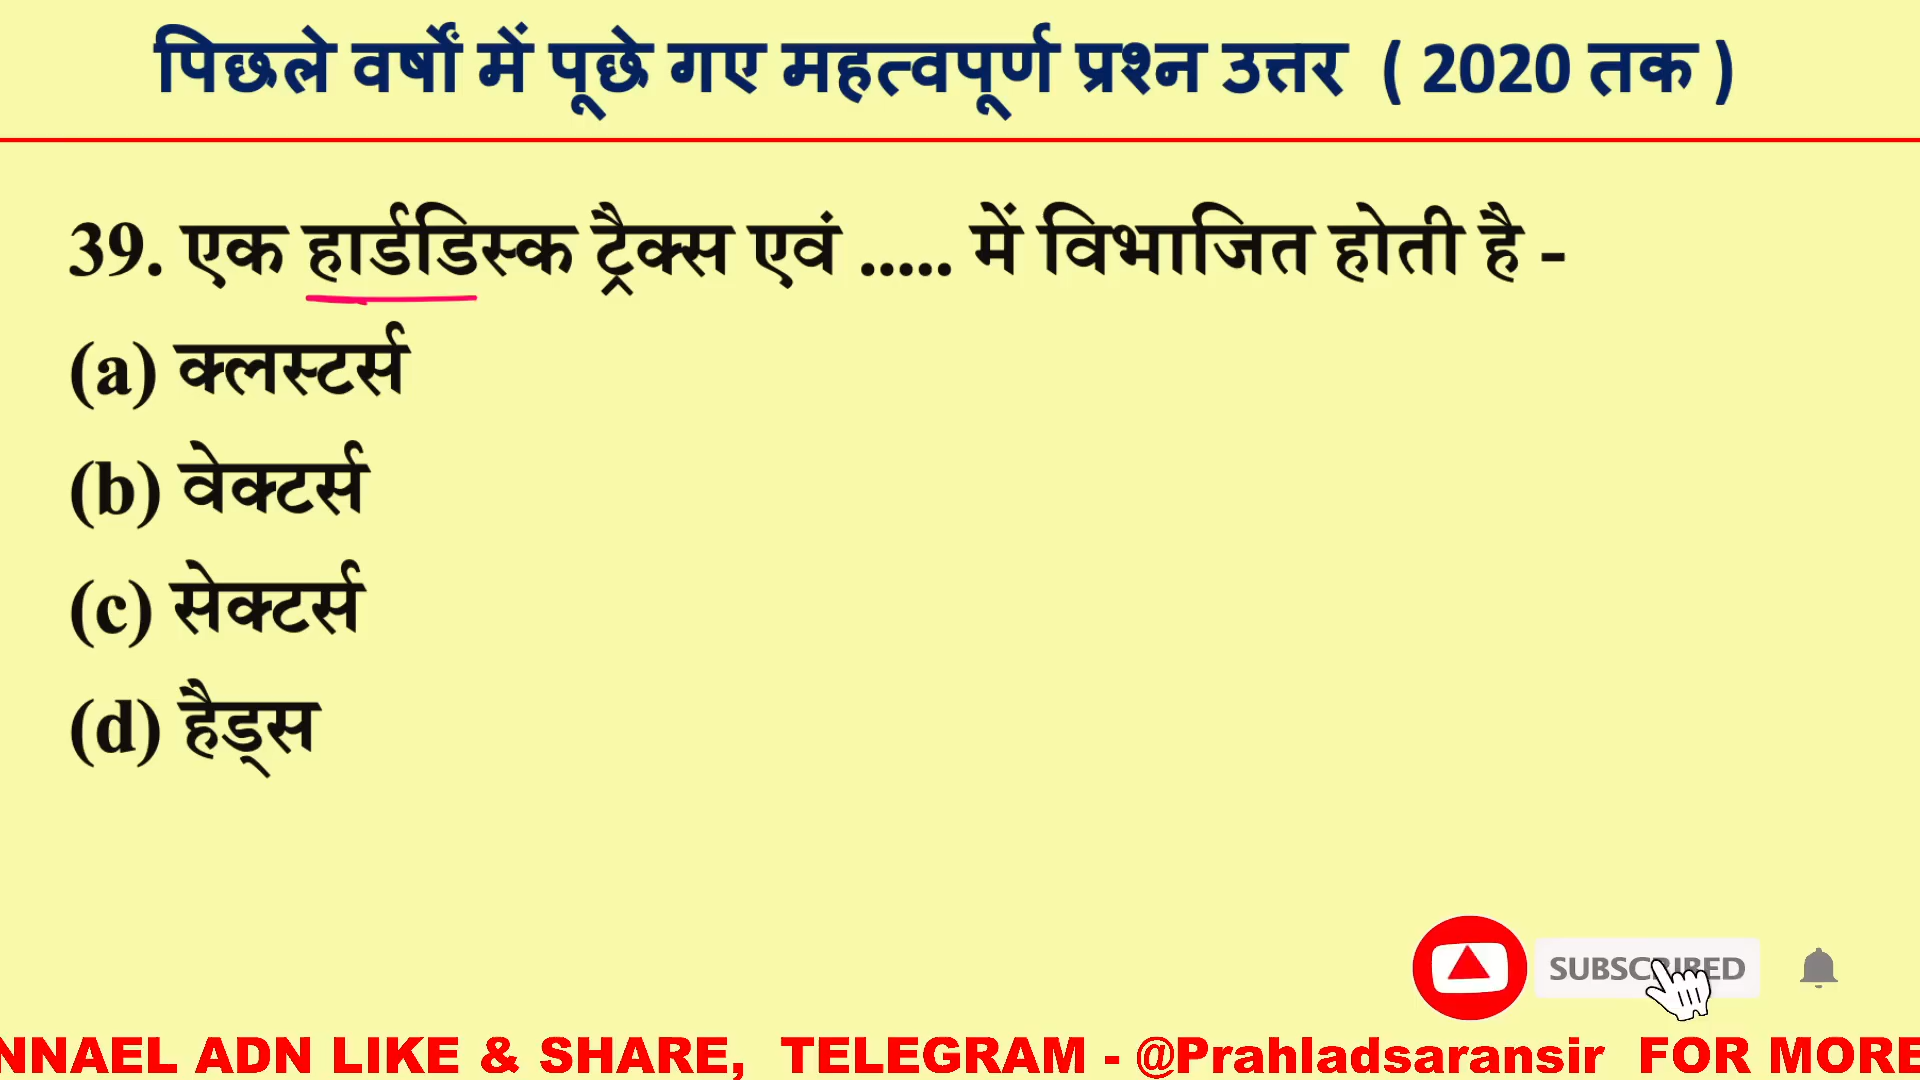 पिछले वर्षों में पूछे गए महत्वपूर्ण प्रश्न उत्तर ( 2020 तक )
39. एक हार्डडिस्क ट्रैक्स एवं ..... में विभाजित होती है -
(a) क्लस्टर्स
(b) वेक्टर्स
(c) सेक्टर्स
(d) हैड्स
SUBSCRIBED
NNAEL ADN LIKE & SHARE, TELEGRAM - @Prahladsaransir FOR MORE